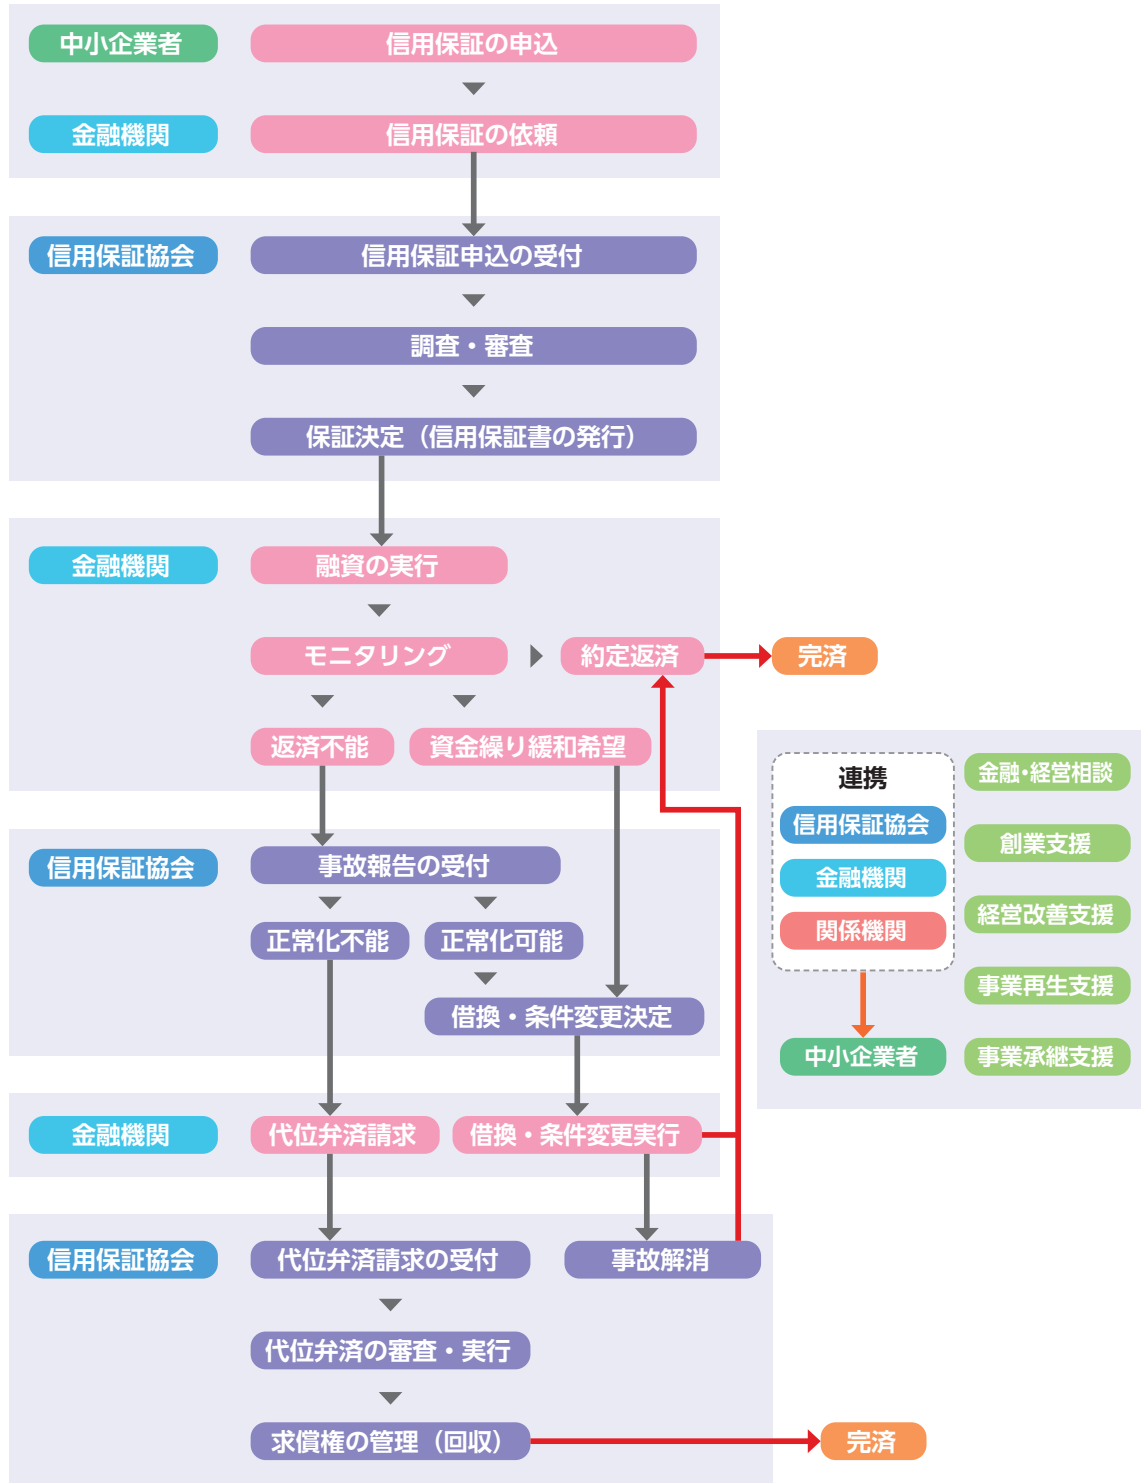 中小企業者
信用保証の申込
金融機関
信用保証の依頼
信用保証協会
信用保証申込の受付
調査・審査
保証決定（信用保証書の発行）
金融機関
融資の実行
モニタリング
約定返済
完済
返済不能
資金繰り緩和希望
信用保証協会
事故報告の受付
正常化不能
正常化可能
借換・条件変更決定
金融機関
代位弁済請求
借換・条件変更実行
信用保証協会
代位弁済請求の受付
事故解消
代位弁済の審査・実行
求償権の管理（回収）
完済
連携
信用保証協会
金融機関
関係機関
中小企業者
金融・経営相談
創業支援
経営改善支援
事業再生支援
事業承継支援